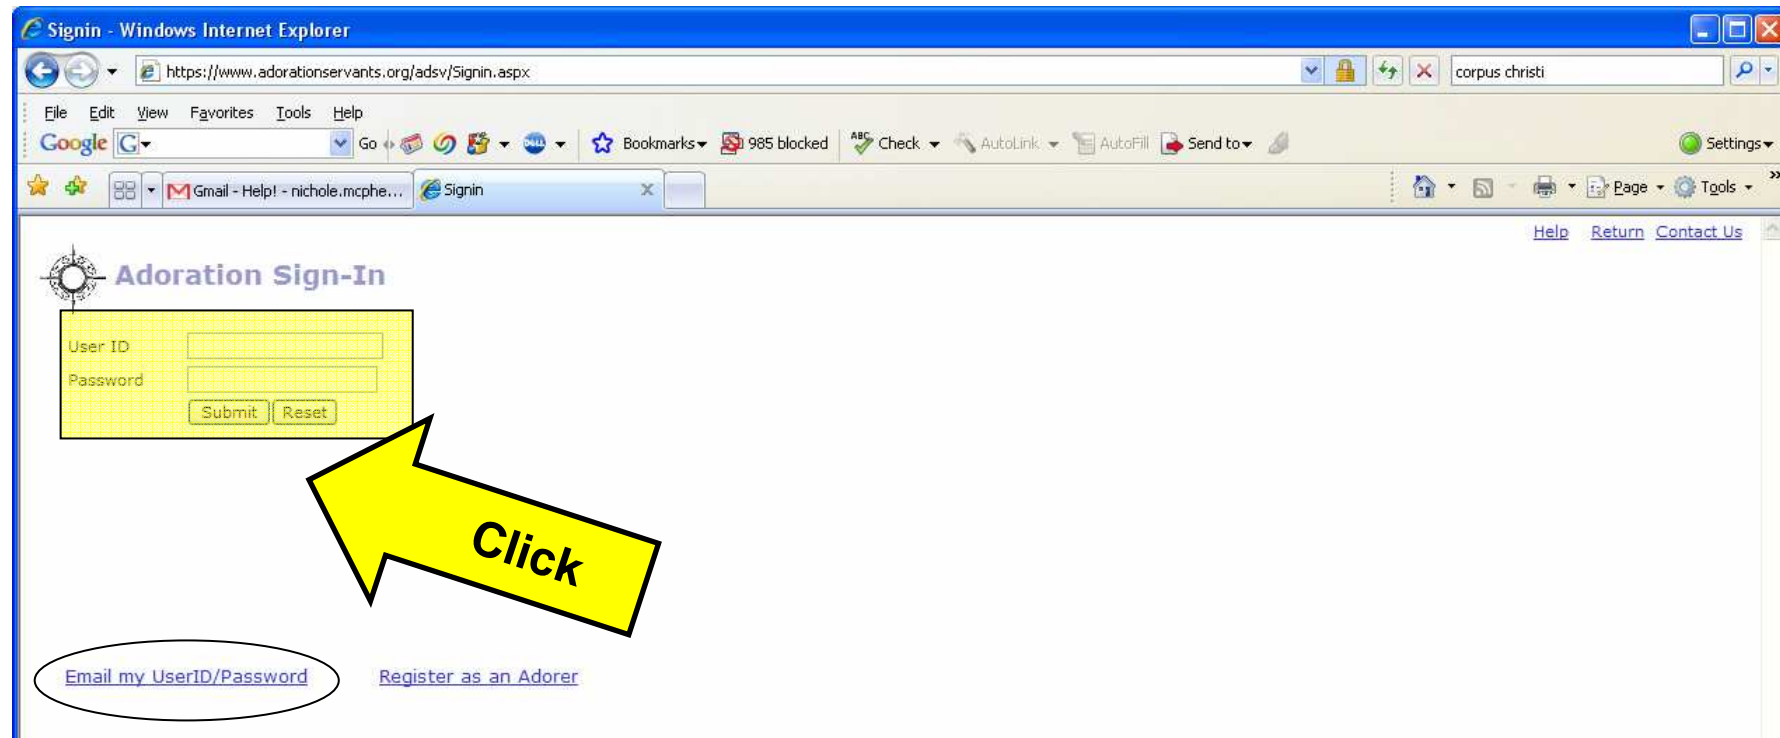 Signin - Windows Internet Explorer
https://www.adorationservants.org/adsv/Signin.aspx
corpus christi
File Edit View Favorites Tools Help
Google G Go Bookmarks 985 blocked ABC Check AutoLink AutoFill Send to Settings
Gmail - Help! - nichole.mcphe... Signin Page Tools »
Help Return Contact Us
Adoration Sign-In
User ID
Password
Submit Reset
Click
Email my UserID/Password Register as an Adorer